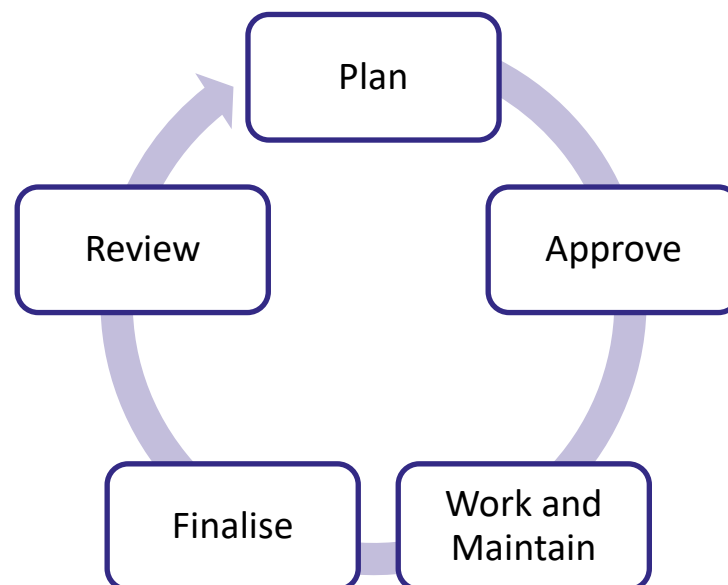 Plan
Approve
Work and
Maintain
Finalise
Review